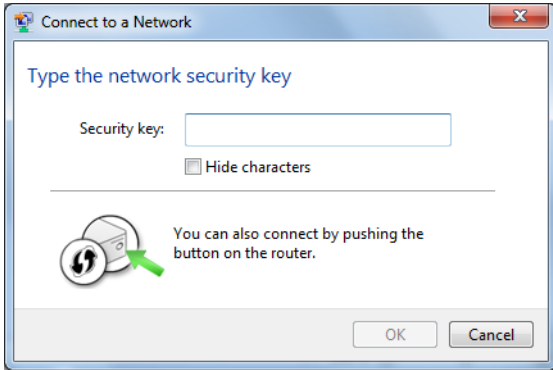 Connect to a Network
Type the network security key
Security key:
Hide characters
You can also connect by pushing the
button on the router.
OK Cancel